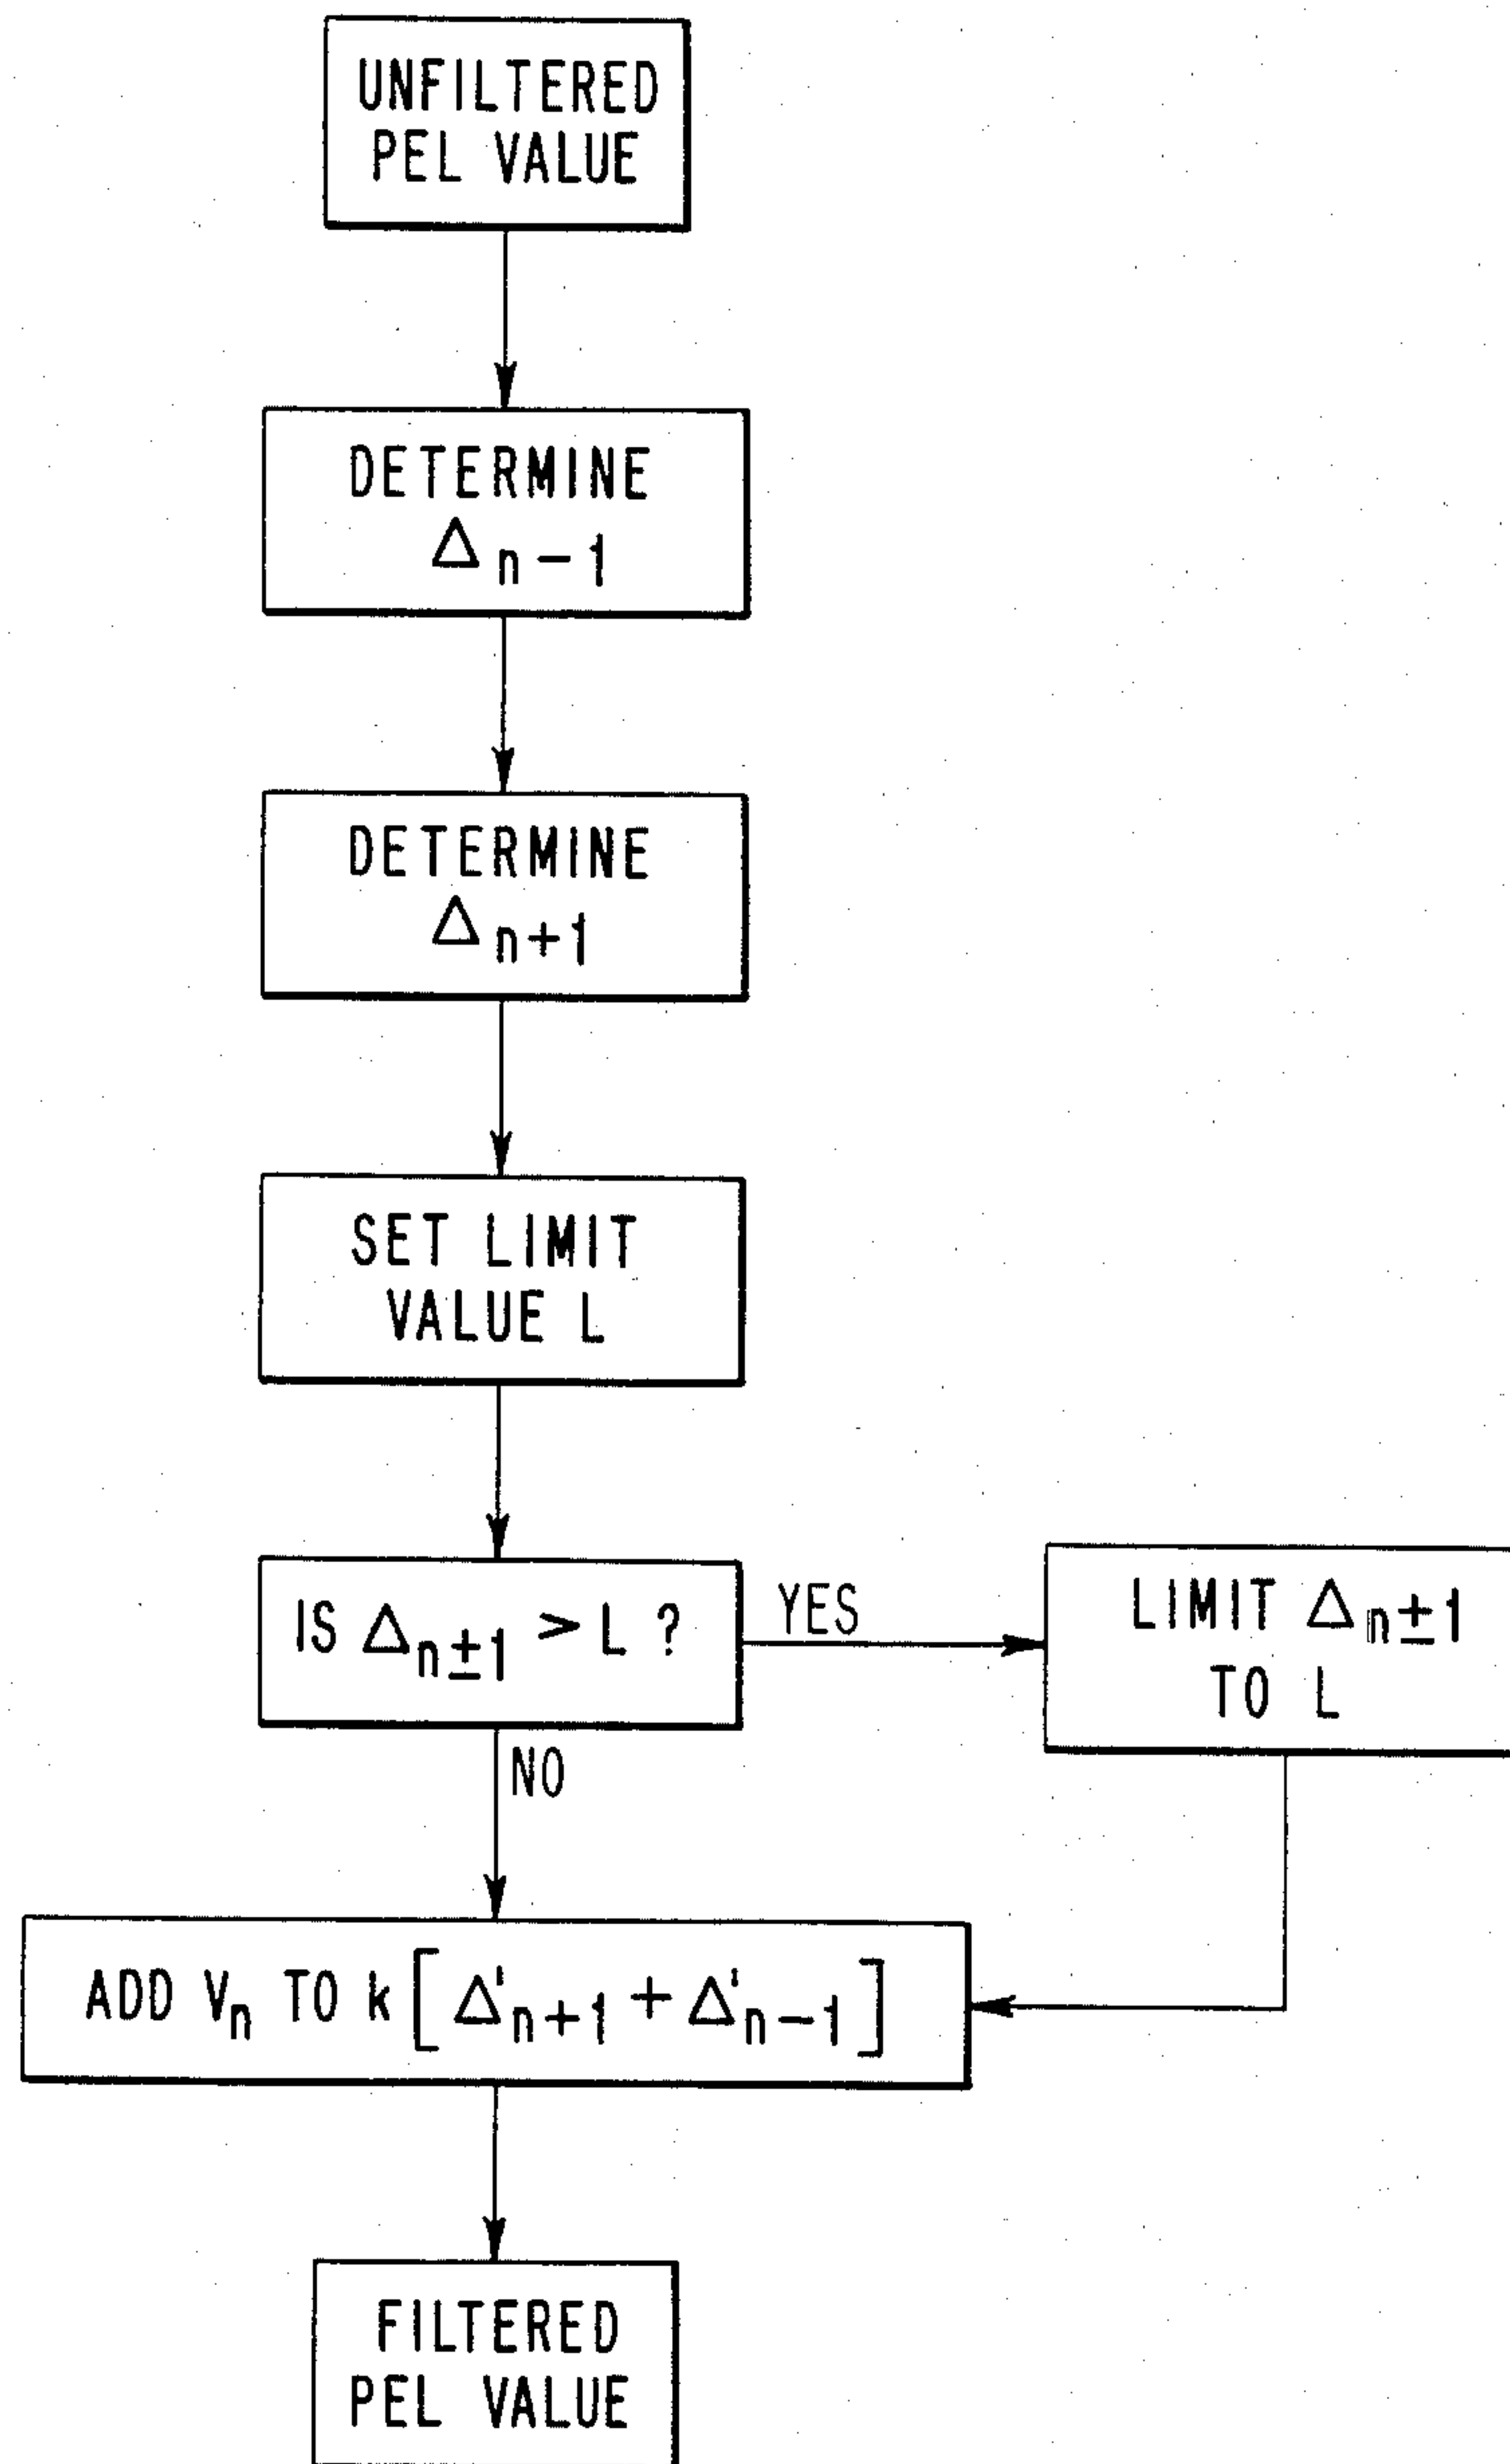 UNFILTERED
PEL VALUE
DETERMINE
Δn−1
DETERMINE
Δn+1
SET LIMIT
VALUE L
IS Δn±1 > L ?
YES
LIMIT Δn±1
TO L
NO
ADD Vn TO k[Δ'n+1 + Δ'n−1]
FILTERED
PEL VALUE